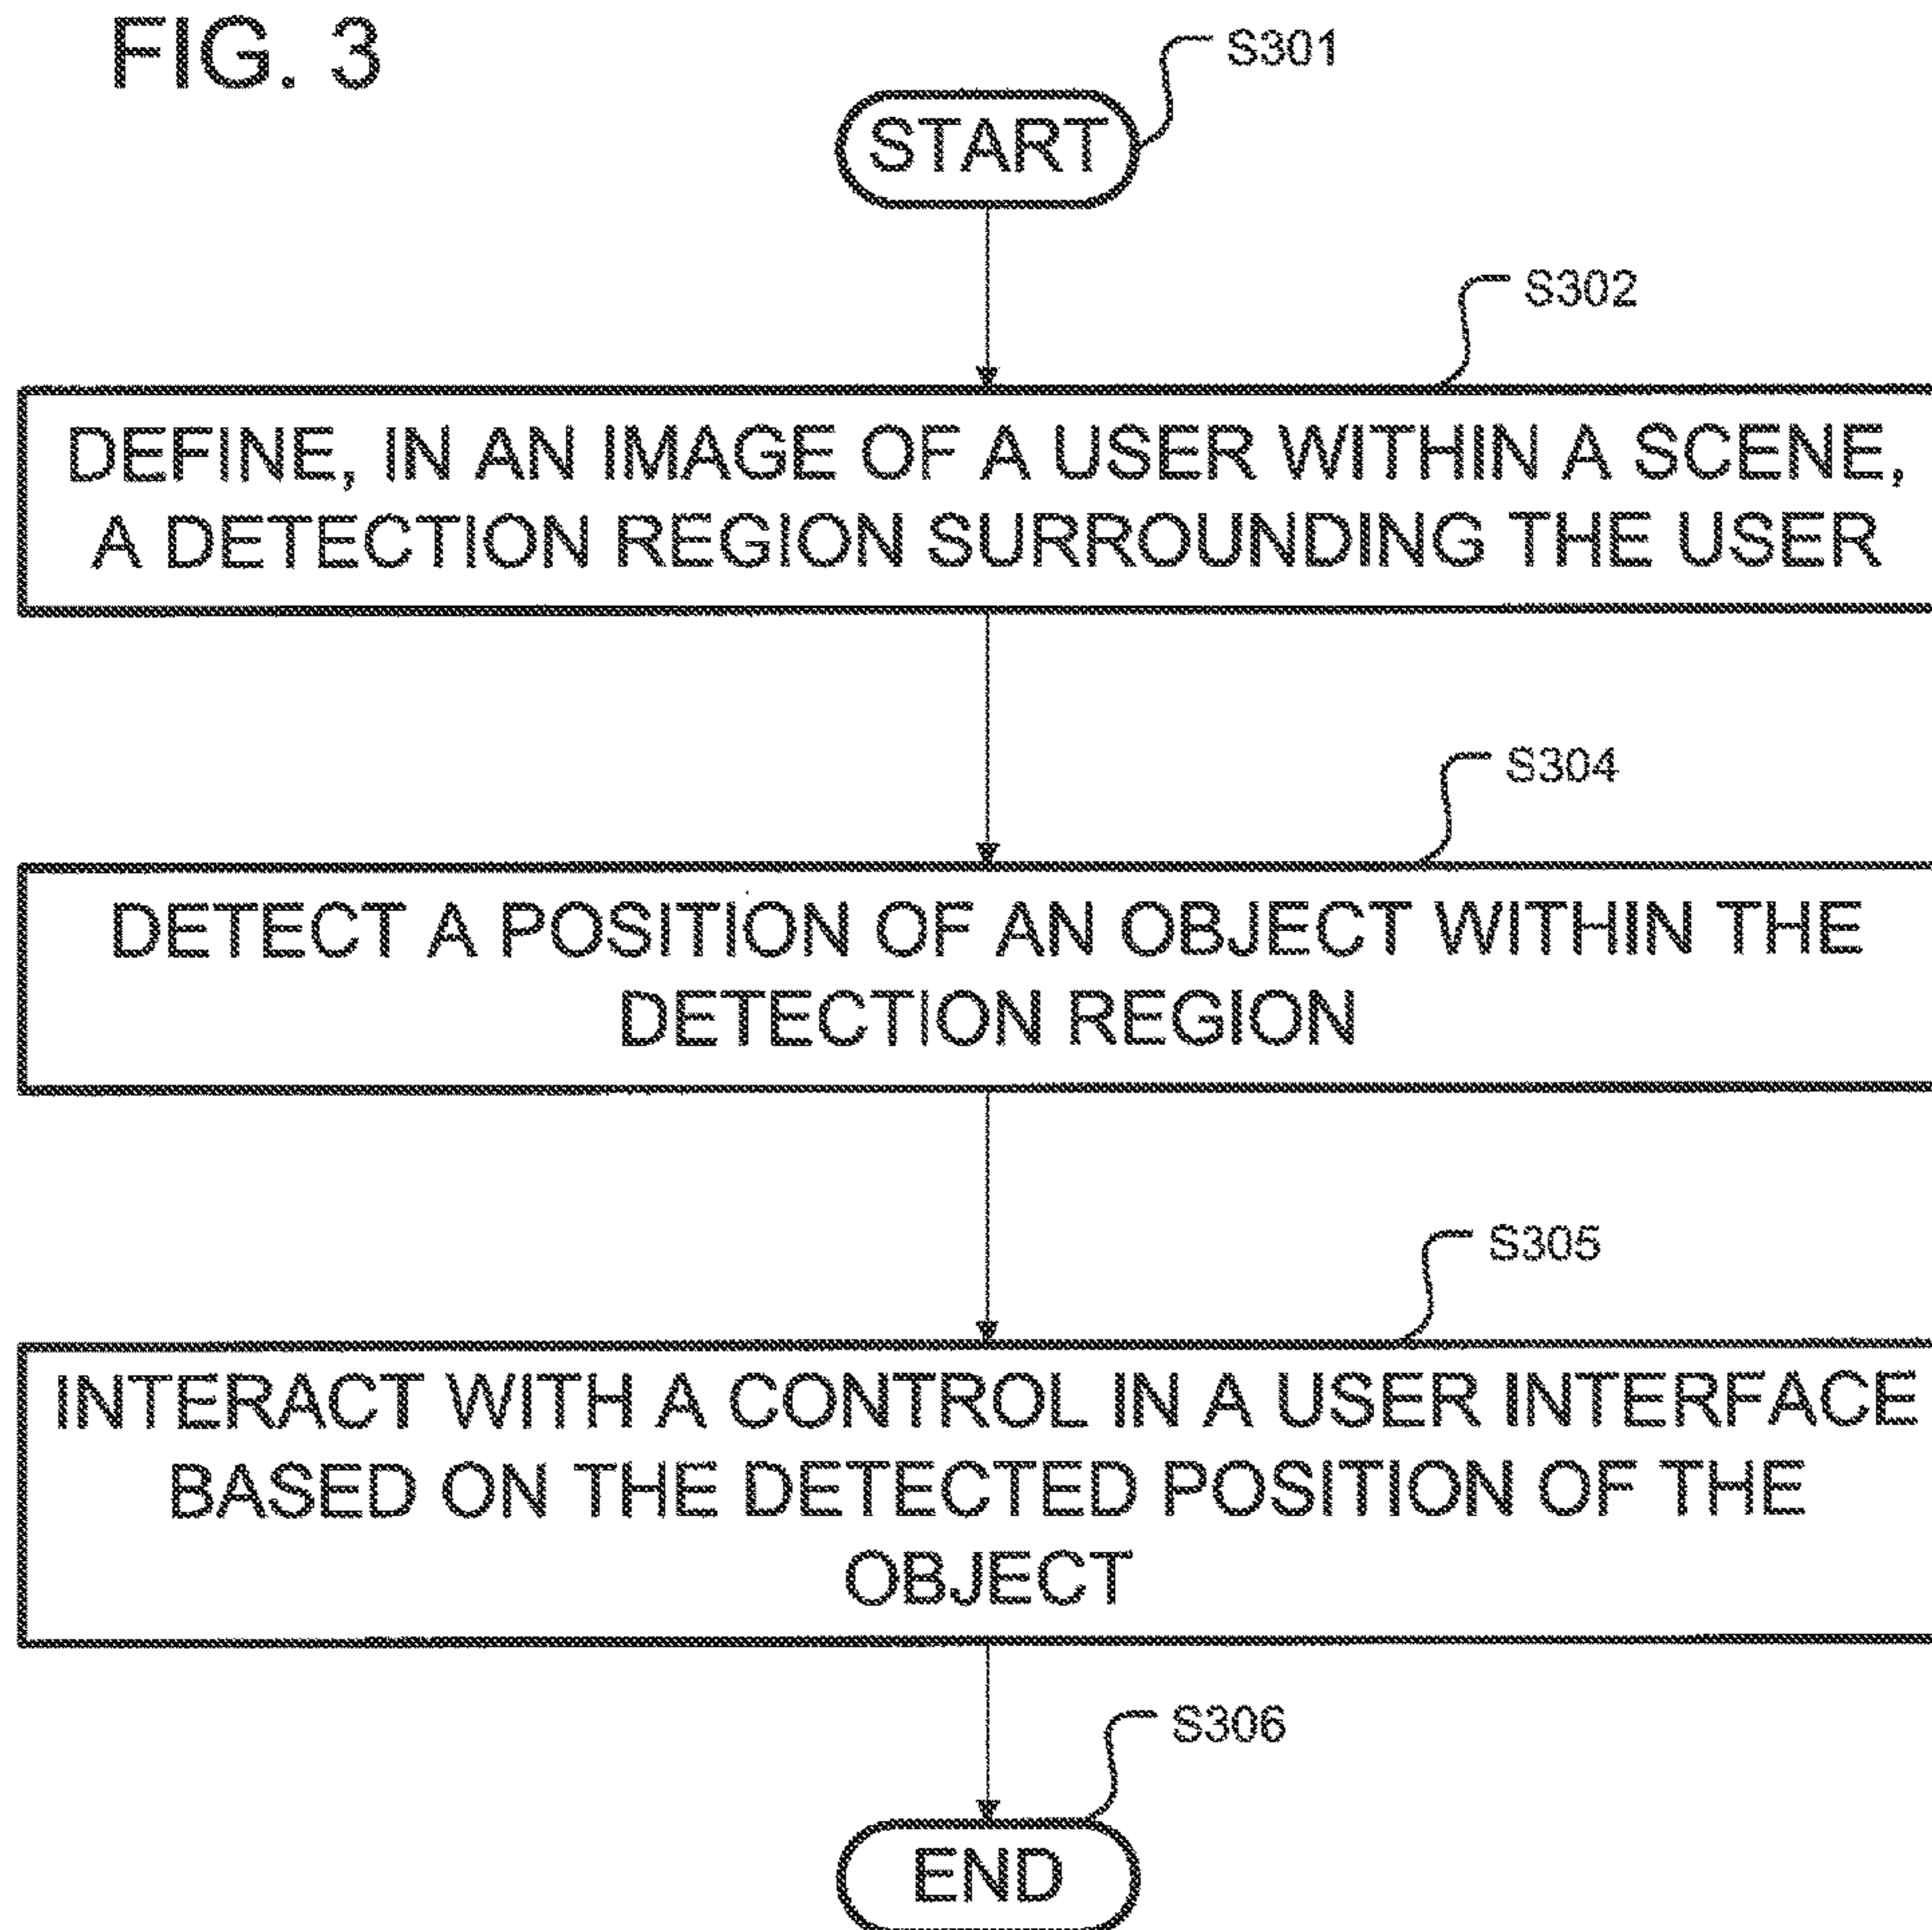 FIG. 3
S301
START
S302
DEFINE, IN AN IMAGE OF A USER WITHIN A SCENE,
A DETECTION REGION SURROUNDING THE USER
S304
DETECT A POSITION OF AN OBJECT WITHIN THE
DETECTION REGION
S305
INTERACT WITH A CONTROL IN A USER INTERFACE
BASED ON THE DETECTED POSITION OF THE
OBJECT
S306
END